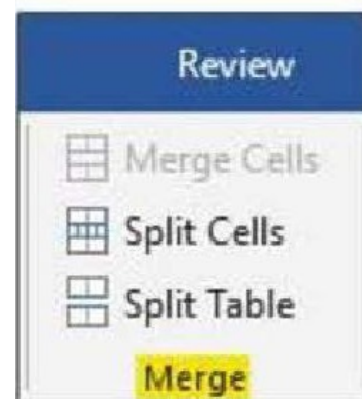 Review
Merge Cells
Split Cells
Split Table
Merge